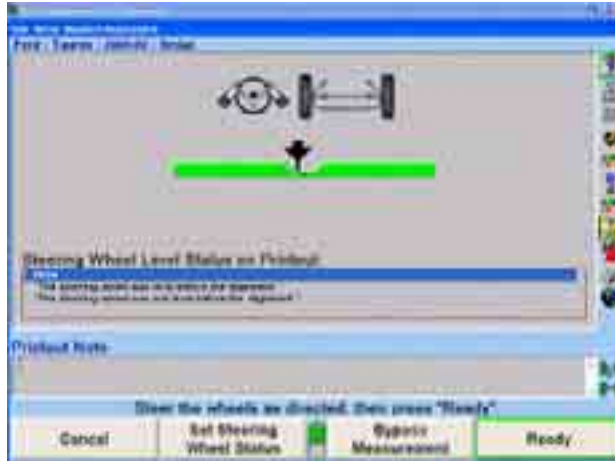 Ford : Taurus :
Steering Wheel Level Status on Printout
None
"The steering wheel was level before the alignment."
"The steering wheel was not level before the alignment."
Printout Note
Steer the wheels as directed, then press "Ready"
Cancel
Set Steering
Wheel Status
Bypass
Measurement
Ready